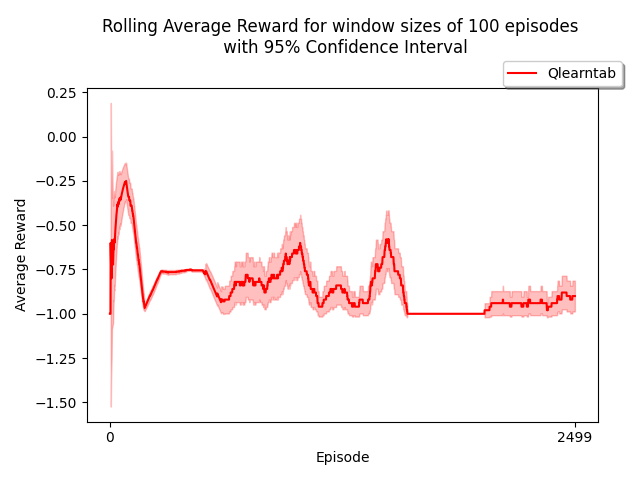 Rolling Average Reward for window sizes of 100 episodes
with 95% Confidence Interval
Qlearntab
0.25
0.00
−0.25
−0.50
−0.75
−1.00
−1.25
−1.50
Average Reward
0
2499
Episode